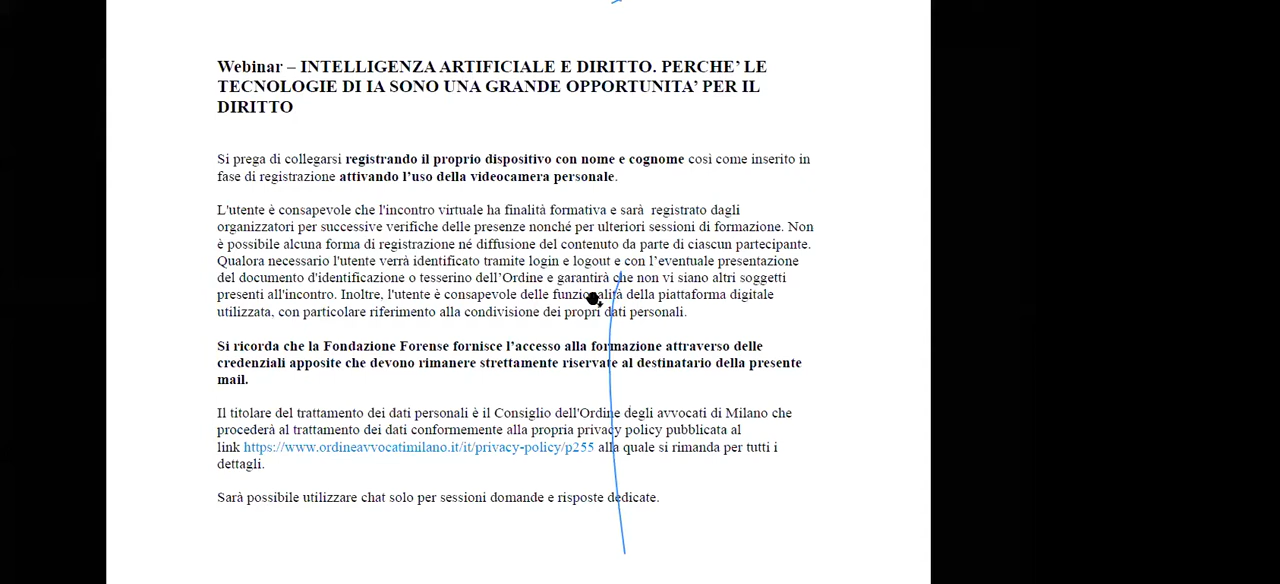 Webinar – INTELLIGENZA ARTIFICIALE E DIRITTO. PERCHE’ LE
TECNOLOGIE DI IA SONO UNA GRANDE OPPORTUNITA’ PER IL
DIRITTO
Si prega di collegarsi registrando il proprio dispositivo con nome e cognome così come inserito in
fase di registrazione attivando l’uso della videocamera personale.
L'utente è consapevole che l'incontro virtuale ha finalità formativa e sarà registrato dagli
organizzatori per successive verifiche delle presenze nonché per ulteriori sessioni di formazione. Non
è possibile alcuna forma di registrazione né diffusione del contenuto da parte di ciascun partecipante.
Qualora necessario l'utente verrà identificato tramite login e logout e con l’eventuale presentazione
del documento d'identificazione o tesserino dell’Ordine e garantirà che non vi siano altri soggetti
presenti all'incontro. Inoltre, l'utente è consapevole delle funzionalità della piattaforma digitale
utilizzata, con particolare riferimento alla condivisione dei propri dati personali.
Si ricorda che la Fondazione Forense fornisce l’accesso alla formazione attraverso delle
credenziali apposite che devono rimanere strettamente riservate al destinatario della presente
mail.
Il titolare del trattamento dei dati personali è il Consiglio dell'Ordine degli avvocati di Milano che
procederà al trattamento dei dati conformemente alla propria privacy policy pubblicata al
link https://www.ordineavvocatimilano.it/it/privacy-policy/p255 alla quale si rimanda per tutti i
dettagli.
Sarà possibile utilizzare chat solo per sessioni domande e risposte dedicate.